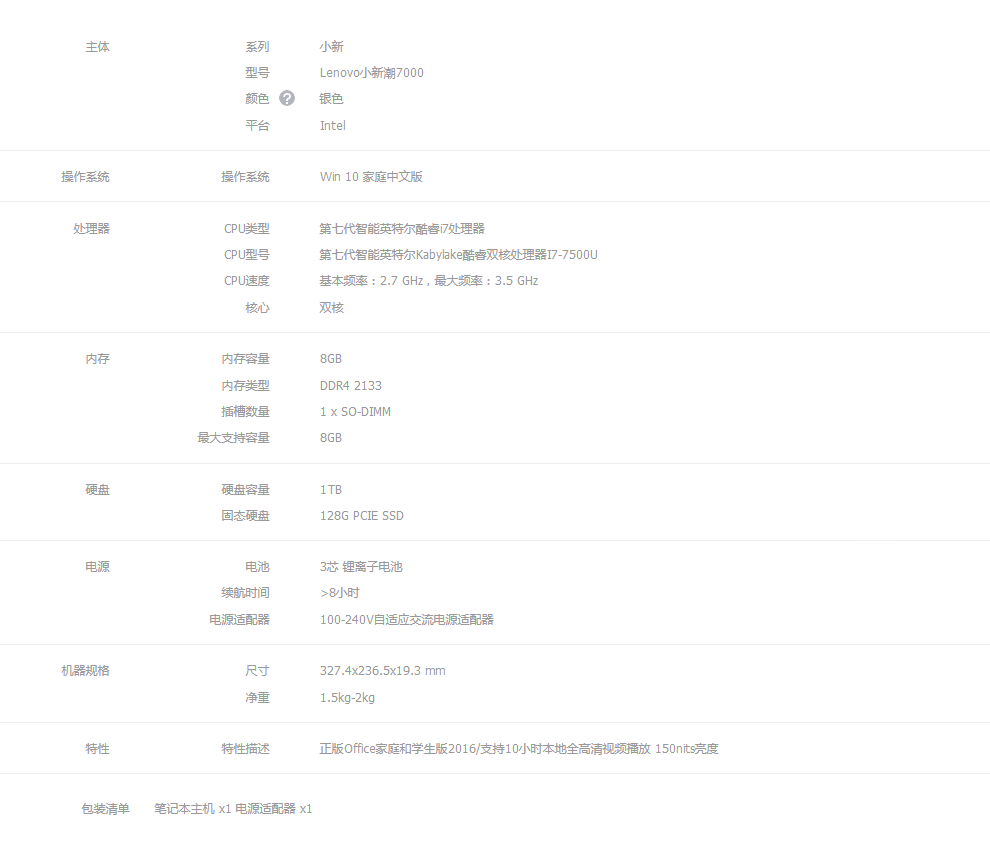 主体 系列 小新
型号 Lenovo小新潮7000
颜色 ? 银色
平台 Intel
操作系统 操作系统 Win 10 家庭中文版
处理器 CPU类型 第七代智能英特尔酷睿i7处理器
CPU型号 第七代智能英特尔Kabylake酷睿双核处理器I7-7500U
CPU速度 基本频率：2.7 GHz，最大频率：3.5 GHz
核心 双核
内存 内存容量 8GB
内存类型 DDR4 2133
插槽数量 1 x SO-DIMM
最大支持容量 8GB
硬盘 硬盘容量 1TB
固态硬盘 128G PCIE SSD
电源 电池 3芯 锂离子电池
续航时间 >8小时
电源适配器 100-240V自适应交流电源适配器
机器规格 尺寸 327.4x236.5x19.3 mm
净重 1.5kg-2kg
特性 特性描述 正版Office家庭和学生版2016/支持10小时本地全高清视频播放 150nits亮度
包装清单 笔记本主机 x1 电源适配器 x1